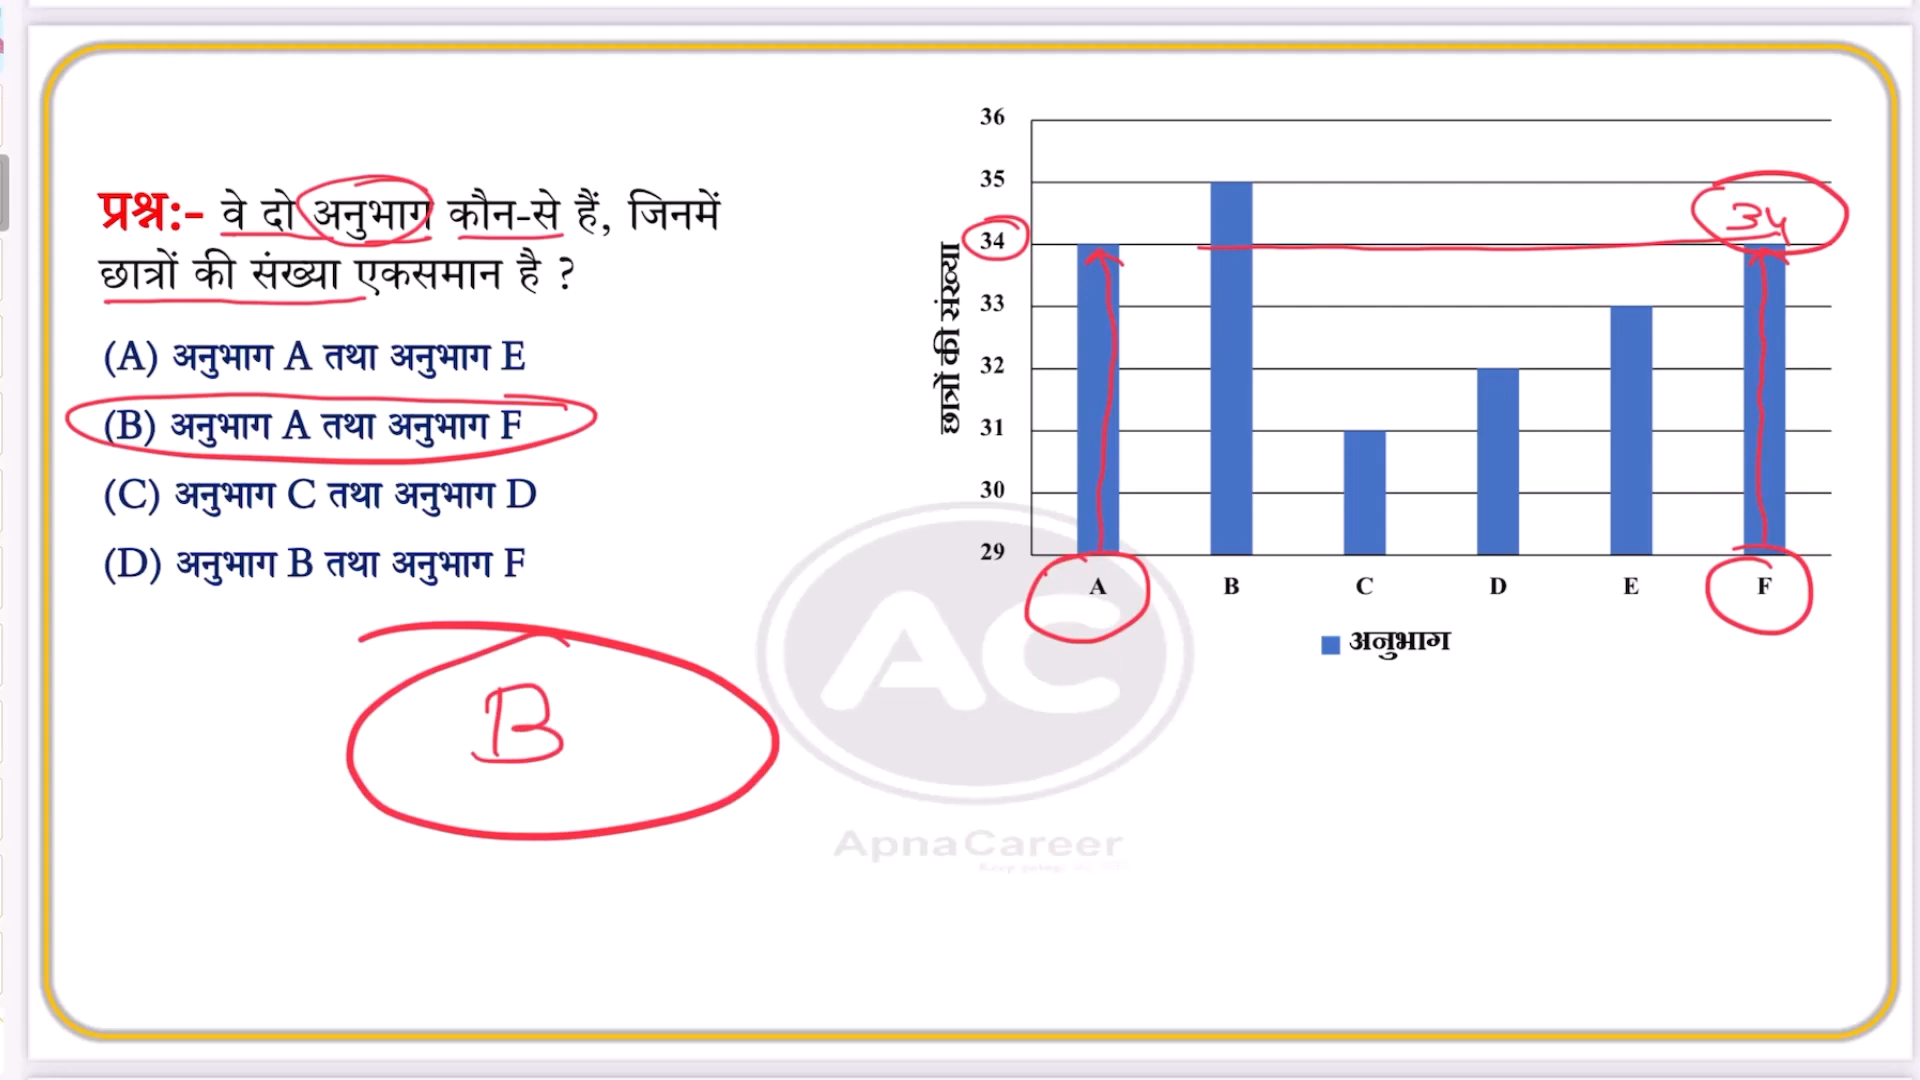 प्रश्न:- वे दो अनुभाग कौन-से हैं, जिनमें
छात्रों की संख्या एकसमान है ?
(A) अनुभाग A तथा अनुभाग E
(B) अनुभाग A तथा अनुभाग F
(C) अनुभाग C तथा अनुभाग D
(D) अनुभाग B तथा अनुभाग F
B
छात्रों की संख्या
36
35
34
33
32
31
30
29
34
A B C D E F
अनुभाग
AC
ApnaCareer